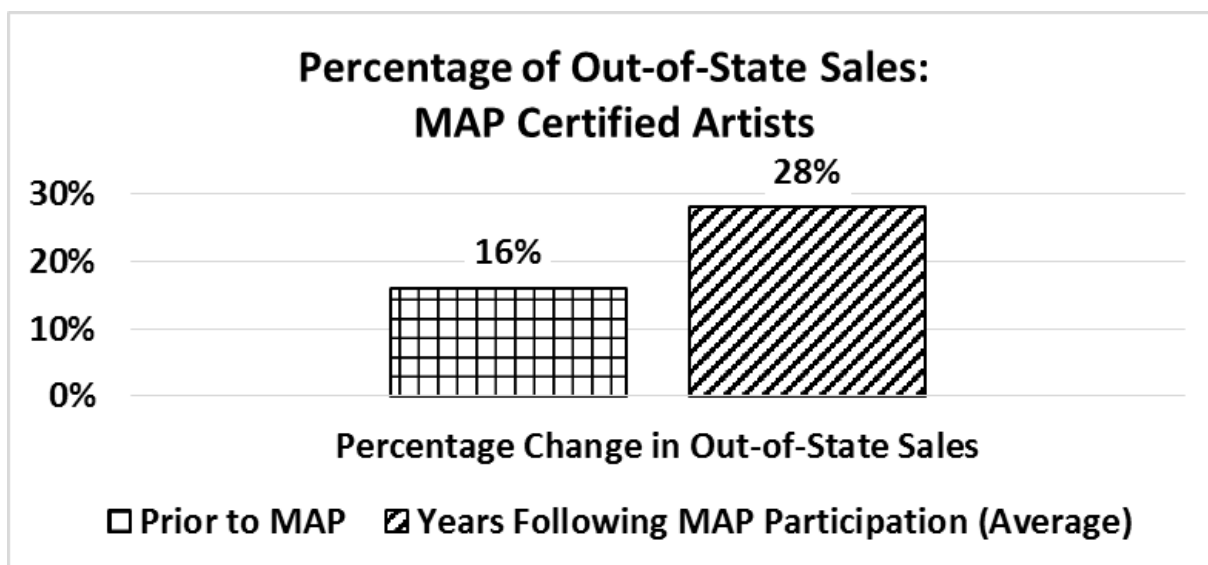 Percentage of Out-of-State Sales:
MAP Certified Artists
28%
30%
16%
20%
10%
0%
Percentage Change in Out-of-State Sales
Prior to MAP
Years Following MAP Participation (Average)